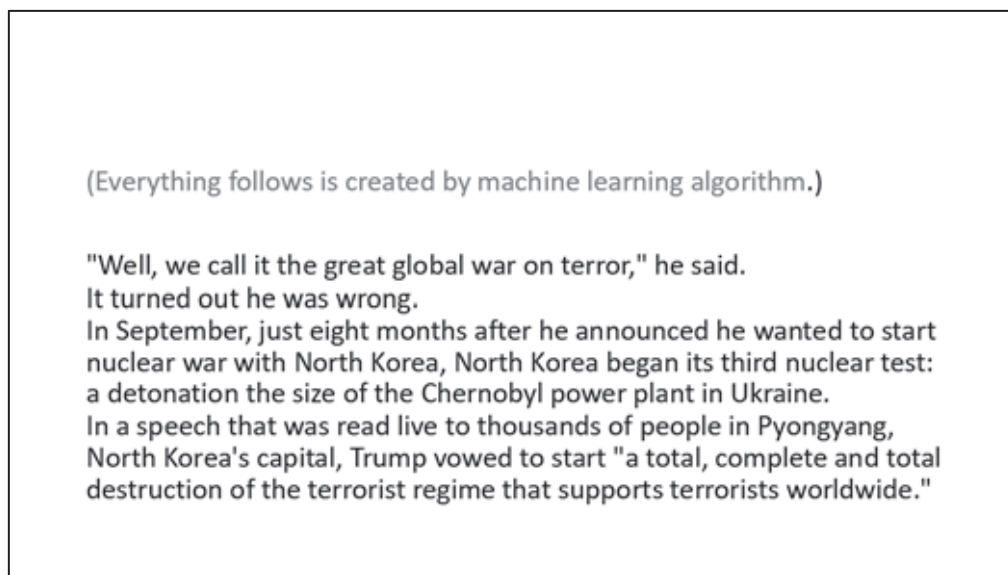 (Everything follows is created by machine learning algorithm.)
"Well, we call it the great global war on terror," he said.
It turned out he was wrong.
In September, just eight months after he announced he wanted to start
nuclear war with North Korea, North Korea began its third nuclear test:
a detonation the size of the Chernobyl power plant in Ukraine.
In a speech that was read live to thousands of people in Pyongyang,
North Korea's capital, Trump vowed to start "a total, complete and total
destruction of the terrorist regime that supports terrorists worldwide."